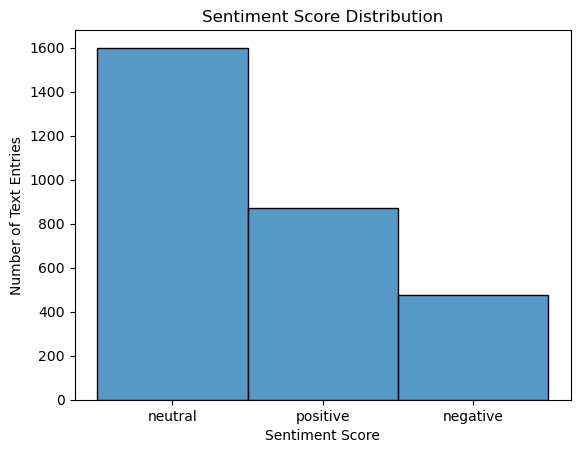 Sentiment Score Distribution
Number of Text Entries
1600
1400
1200
1000
800
600
400
200
0
neutral positive negative
Sentiment Score